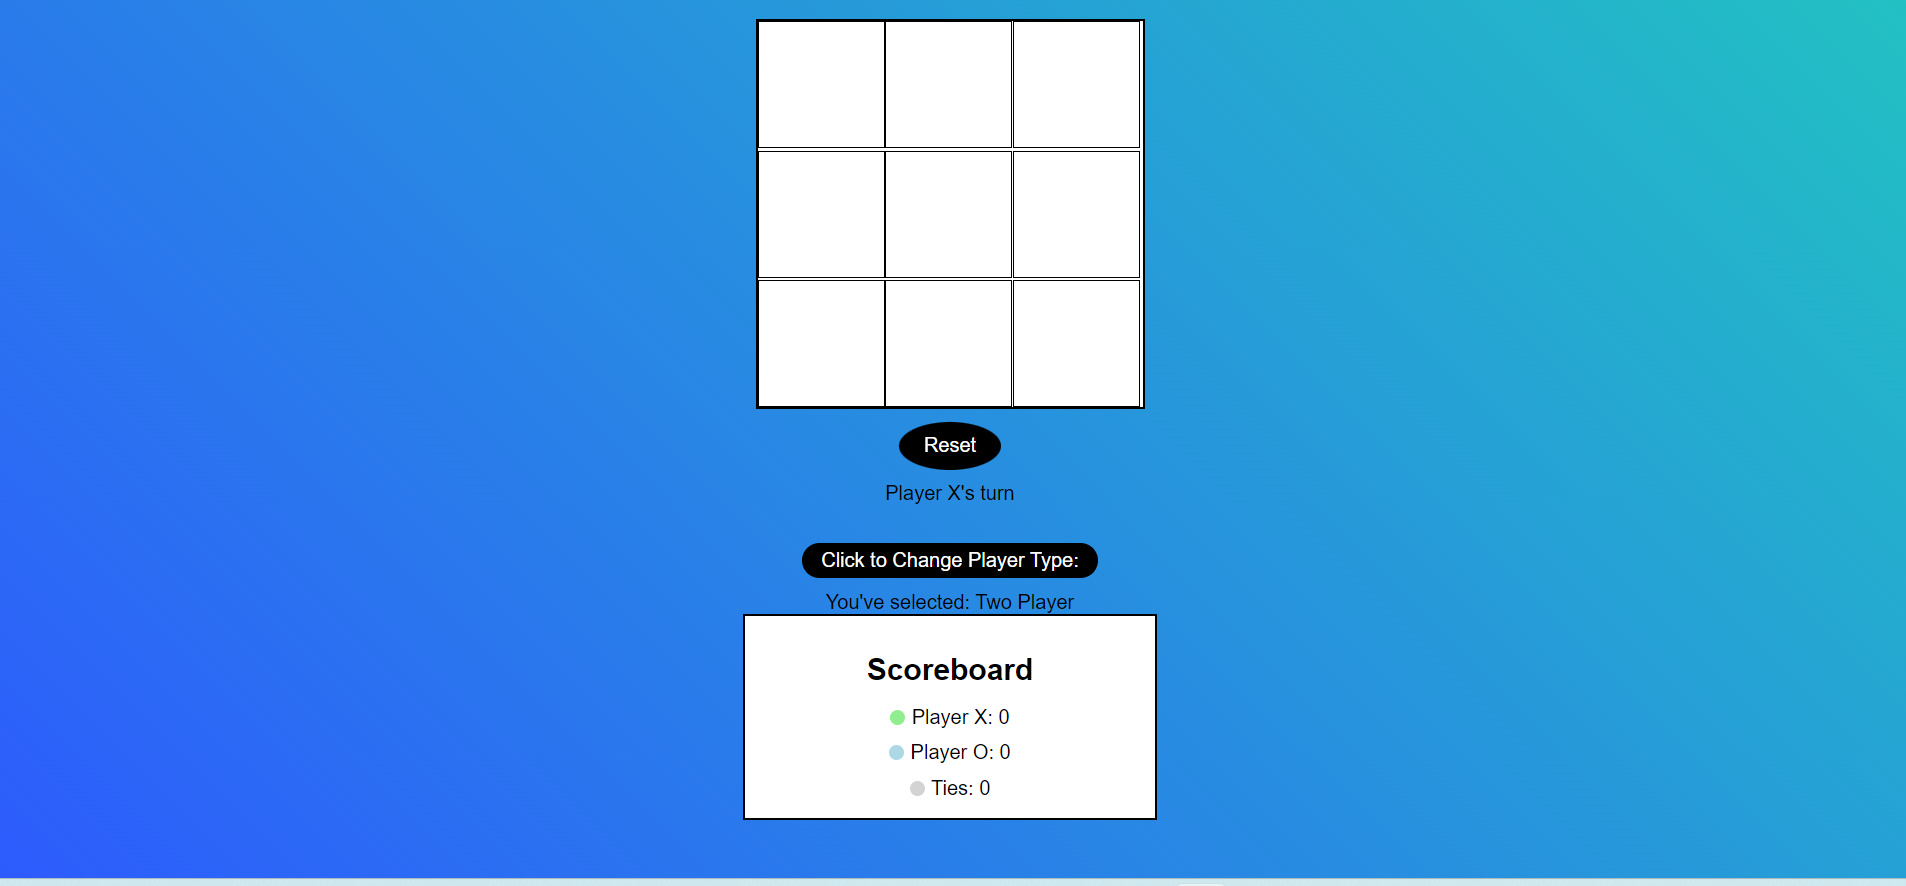 Reset
Player X's turn
Click to Change Player Type:
You've selected: Two Player
Scoreboard
Player X: 0
Player O: 0
Ties: 0